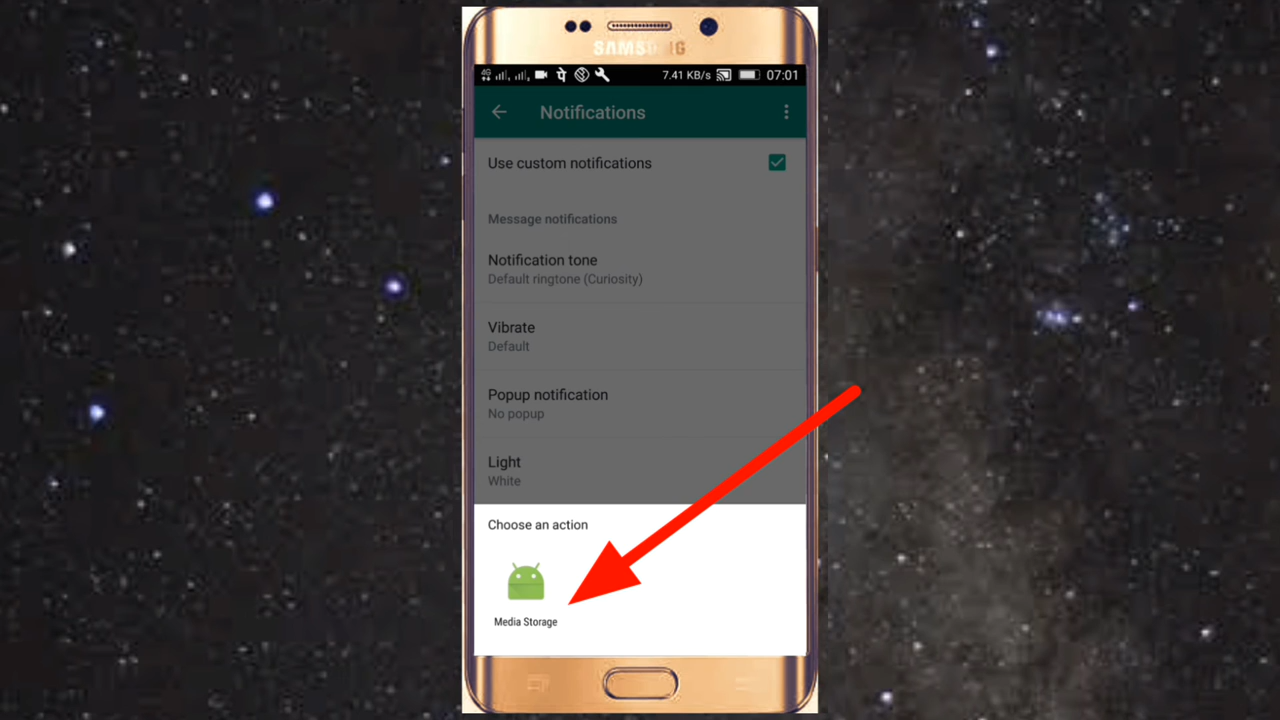 SAMSUNG
4G 7.41 KB/s 07:01
Notifications
Use custom notifications
Message notifications
Notification tone
Default ringtone (Curiosity)
Vibrate
Default
Popup notification
No popup
Light
White
Choose an action
Media Storage